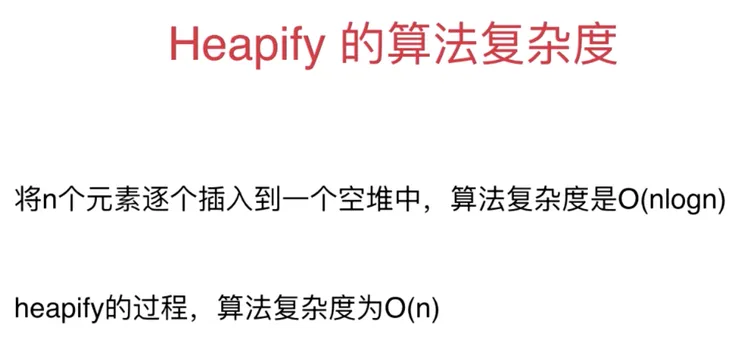 Heapify 的算法复杂度
将n个元素逐个插入到一个空堆中，算法复杂度是O(nlogn)
heapify的过程，算法复杂度为O(n)